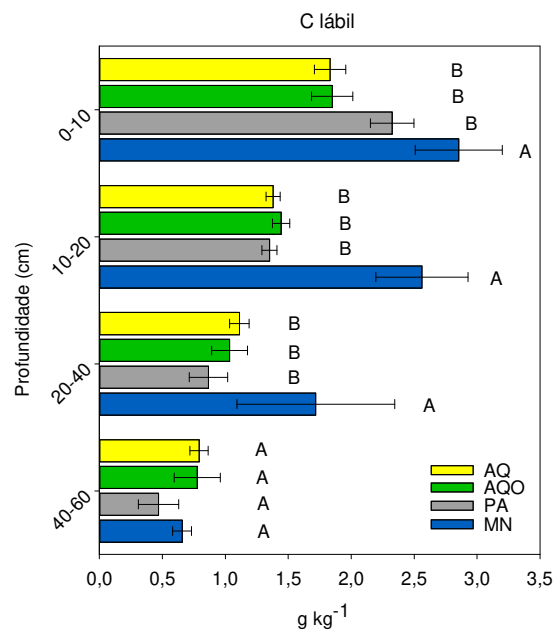 C lábil
Profundidade (cm)
0-10
B
B
B
A
10-20
B
B
B
A
20-40
B
B
B
A
40-60
A
A
A
A
AQ
AQO
PA
MN
0,0 0,5 1,0 1,5 2,0 2,5 3,0 3,5
g kg⁻¹